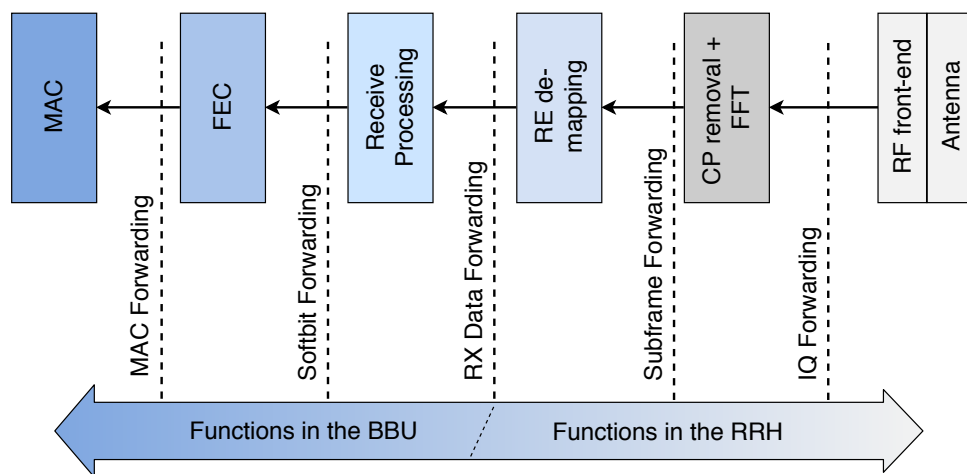 MAC
FEC
Receive
Processing
RE de-
mapping
CP removal +
FFT
RF front-end
Antenna
MAC Forwarding
Softbit Forwarding
RX Data Forwarding
Subframe Forwarding
IQ Forwarding
Functions in the BBU
Functions in the RRH